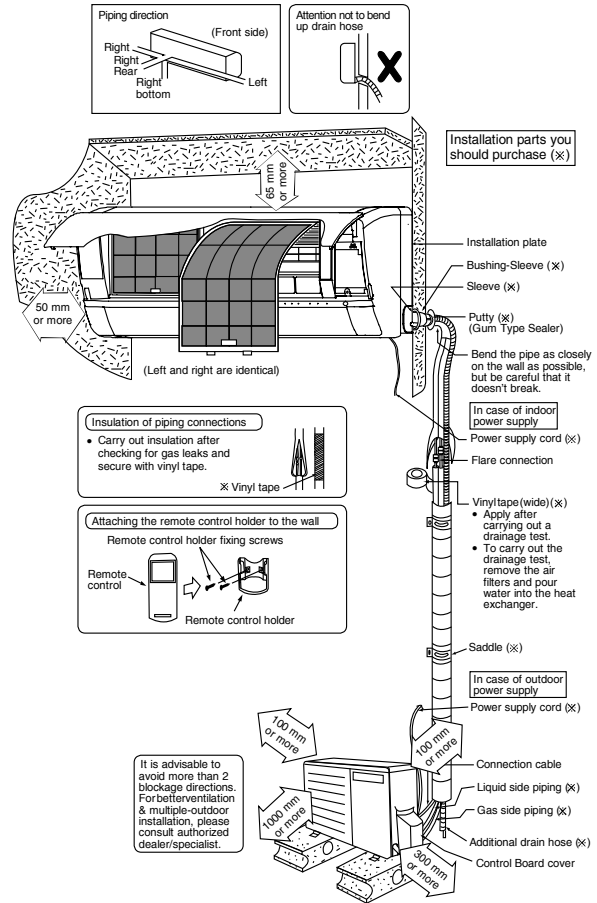 Piping direction
(Front side)
Right
Right
Rear
Right
bottom
Left
Attention not to bend
up drain hose
Installation parts you
should purchase (※)
65 mm
or more
50 mm
or more
(Left and right are identical)
Installation plate
Bushing-Sleeve (※)
Sleeve (※)
Putty (※)
(Gum Type Sealer)
Bend the pipe as closely
on the wall as possible,
but be careful that it
doesn't break.
In case of indoor
power supply
Power supply cord (※)
Flare connection
Insulation of piping connections
• Carry out insulation after
checking for gas leaks and
secure with vinyl tape.
※ Vinyl tape
Attaching the remote control holder to the wall
Remote control holder fixing screws
Remote
control
Remote control holder
Vinyltape(wide)(※)
• Apply after
carrying out a
drainage test.
• To carry out the
drainage test,
remove the air
filters and pour
water into the heat
exchanger.
Saddle (※)
In case of outdoor
power supply
Power supply cord (※)
100 mm
or more
100 mm
or more
1000 mm
or more
300 mm
or more
It is advisable to
avoid more than 2
blockage directions.
Forbetterventilation
& multiple-outdoor
installation, please
consult authorized
dealer/specialist.
Connection cable
Liquid side piping (※)
Gas side piping (※)
Additional drain hose (※)
Control Board cover